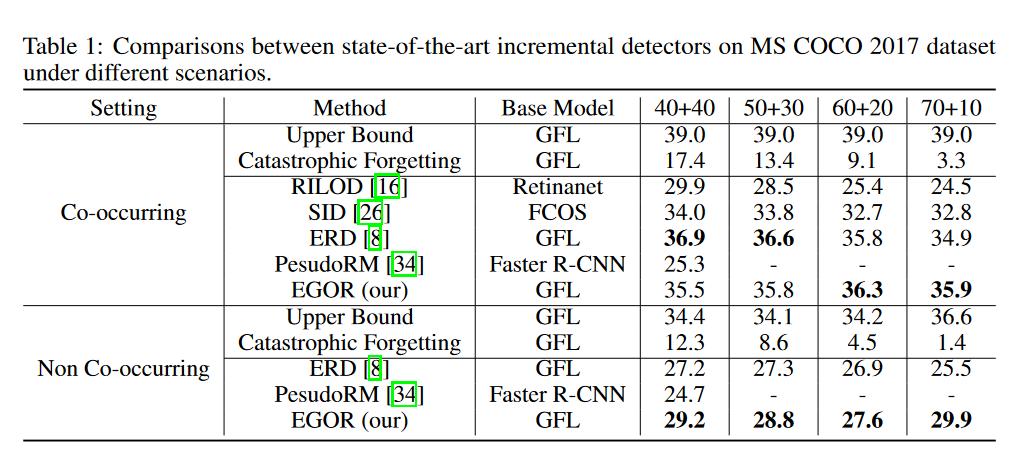 Table 1: Comparisons between state-of-the-art incremental detectors on MS COCO 2017 dataset
under different scenarios.
Setting Method Base Model 40+40 50+30 60+20 70+10
Upper Bound GFL 39.0 39.0 39.0 39.0
Catastrophic Forgetting GFL 17.4 13.4 9.1 3.3
RILOD [16] Retinanet 29.9 28.5 25.4 24.5
Co-occurring SID [26] FCOS 34.0 33.8 32.7 32.8
ERD [8] GFL 36.9 36.6 35.8 34.9
PesudoRM [34] Faster R-CNN 25.3 - - -
EGOR (our) GFL 35.5 35.8 36.3 35.9
Upper Bound GFL 34.4 34.1 34.2 36.6
Catastrophic Forgetting GFL 12.3 8.6 4.5 1.4
Non Co-occurring ERD [8] GFL 27.2 27.3 26.9 25.5
PesudoRM [34] Faster R-CNN 24.7 - - -
EGOR (our) GFL 29.2 28.8 27.6 29.9